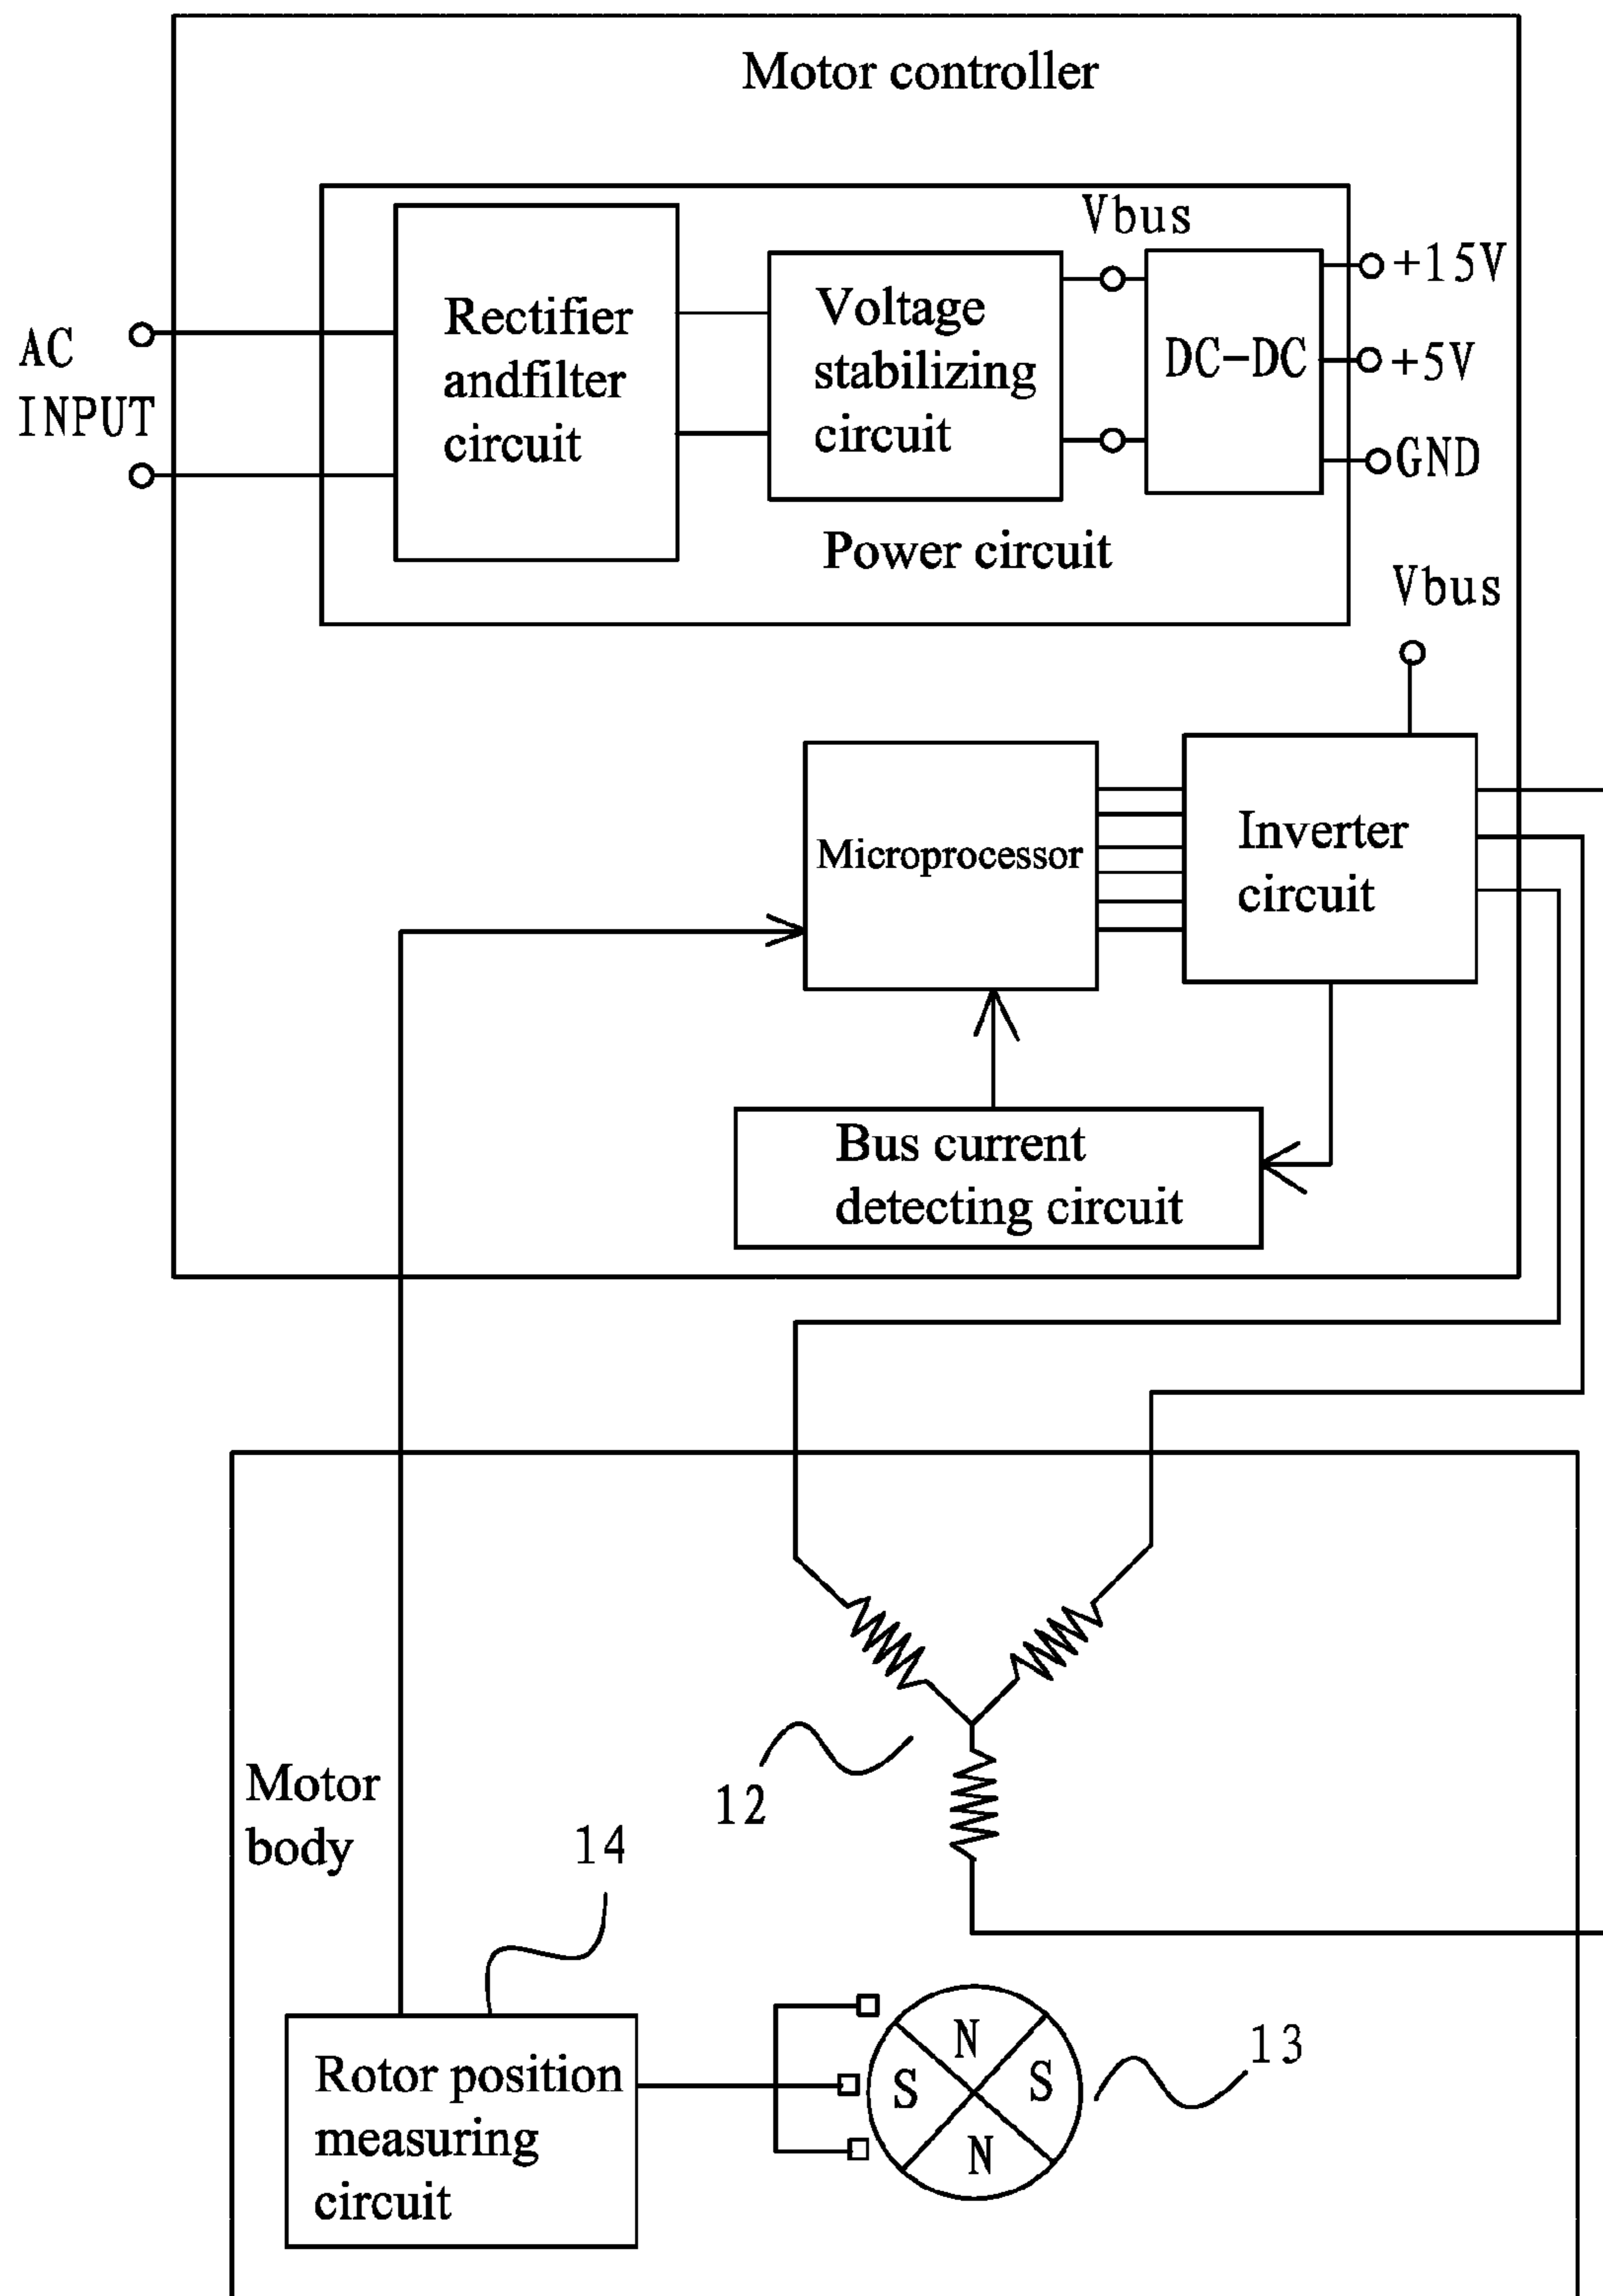 Motor controller
Vbus
+15V
Rectifier
andfilter
circuit
Voltage
stabilizing
circuit
DC-DC
+5V
AC
INPUT
GND
Power circuit
Vbus
Microprocessor
Inverter
circuit
Bus current
detecting circuit
12
Motor
body
14
N
S
S
N
13
Rotor position
measuring
circuit